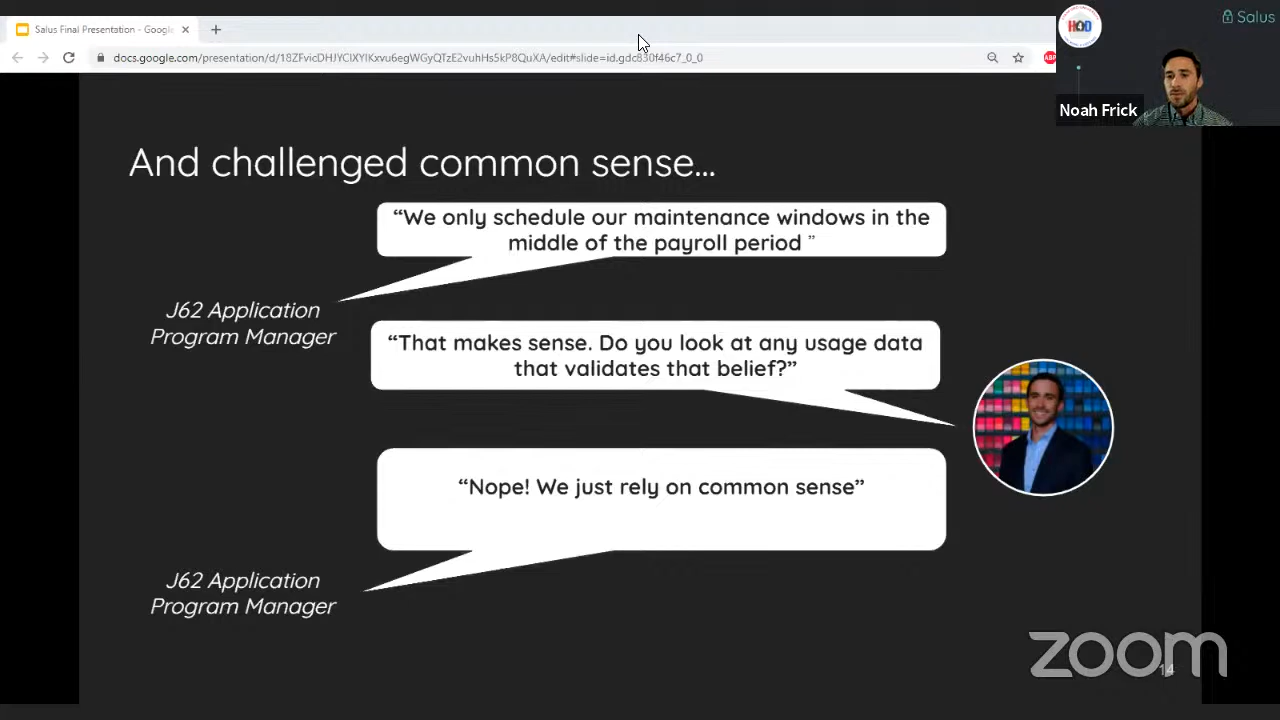 Salus Final Presentation - Google
docs.google.com/presentation/d/18ZFvicDHJYCIXYlKxvu6egWGyQTzE2vuhHs5kP8QuXA/edit#slide=id.gdc830f46c7_0_0
ABP
Salus
Noah Frick
And challenged common sense...
“We only schedule our maintenance windows in the
middle of the payroll period ”
J62 Application
Program Manager
“That makes sense. Do you look at any usage data
that validates that belief?”
“Nope! We just rely on common sense”
J62 Application
Program Manager
zoom
14